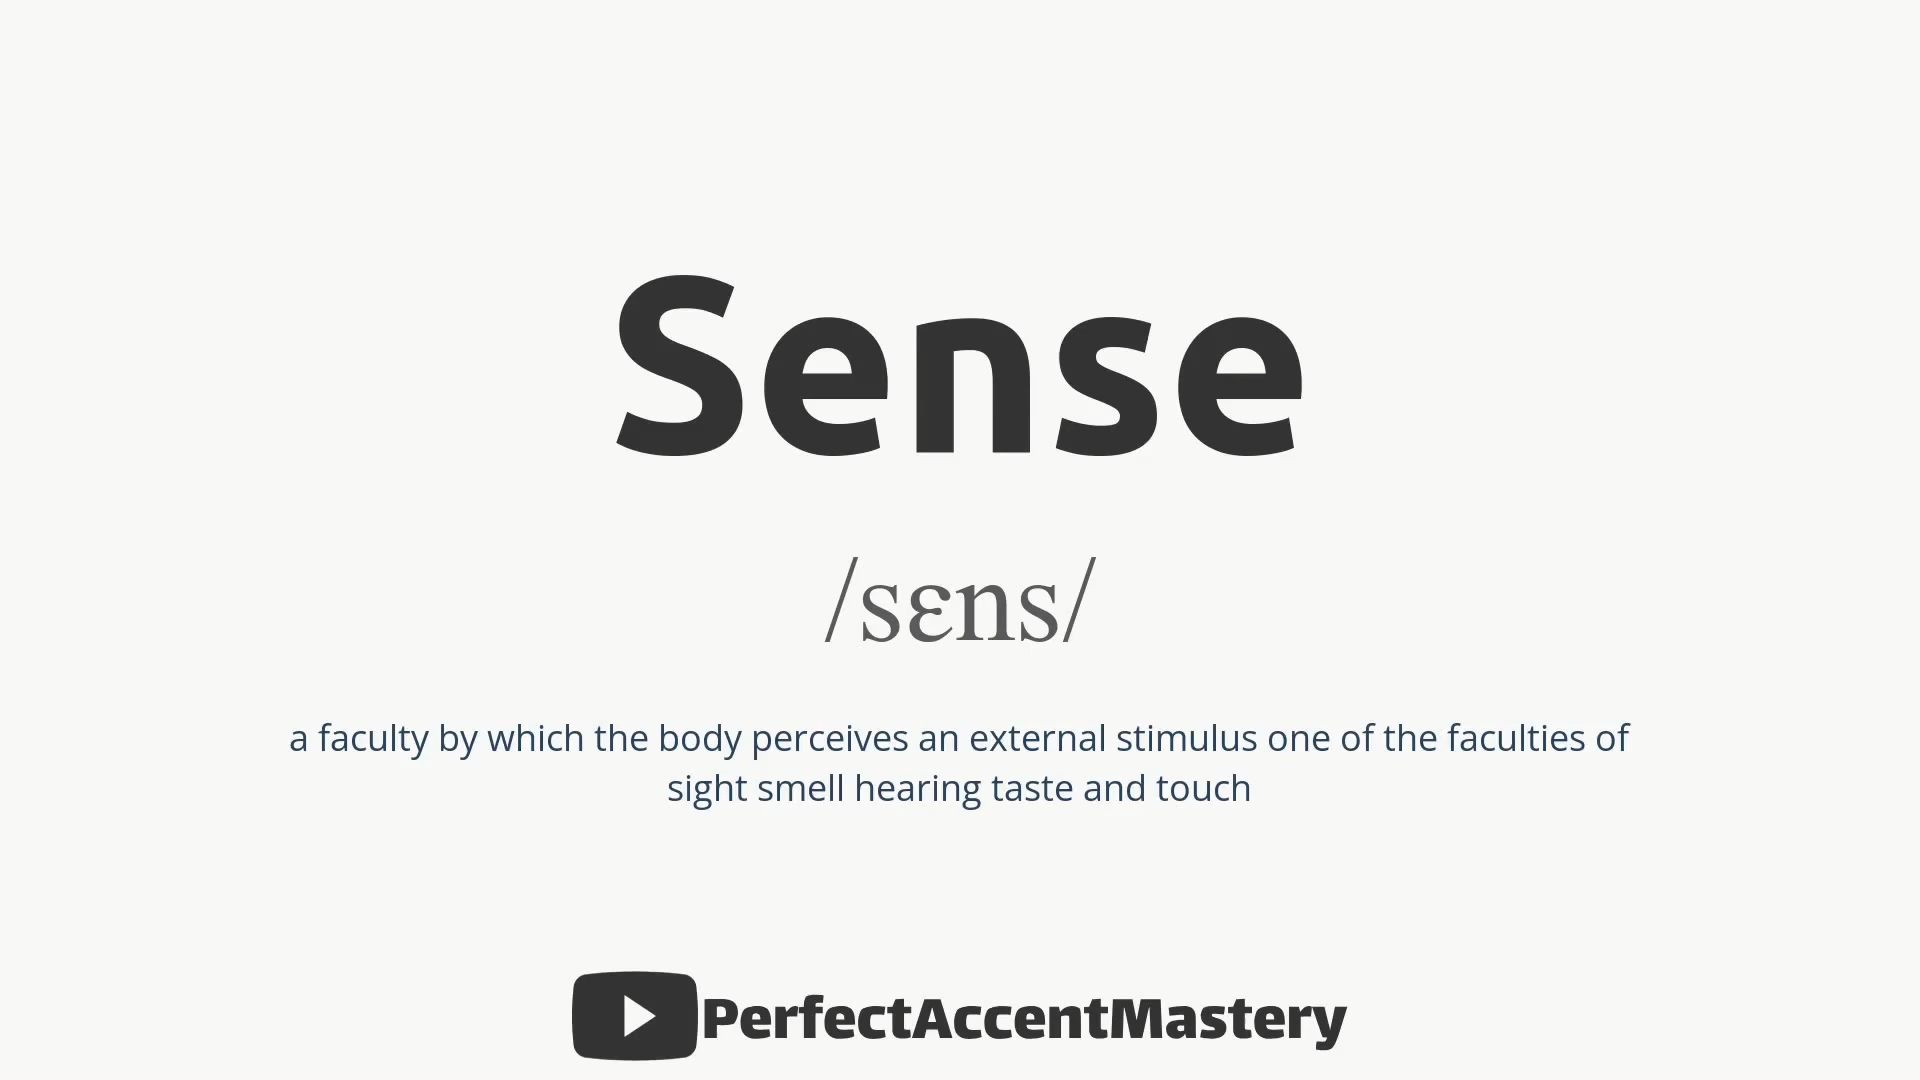 Sense
/sɛns/
a faculty by which the body perceives an external stimulus one of the faculties of
sight smell hearing taste and touch
PerfectAccentMastery